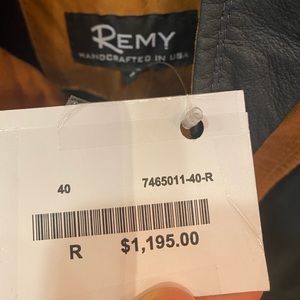 REMY
HANDCRAFTED IN USA
40 7465011-40-R
R $1,195.00